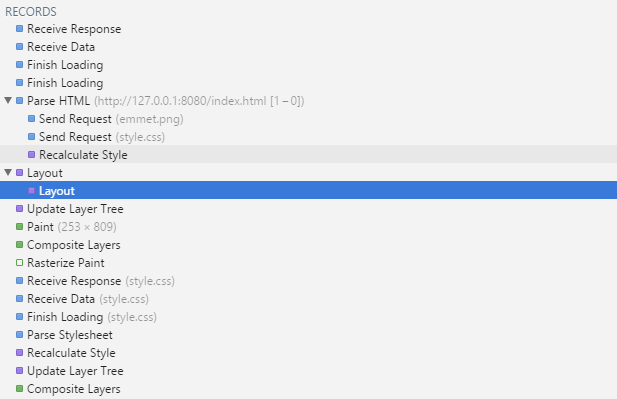 RECORDS
Receive Response
Receive Data
Finish Loading
Finish Loading
Parse HTML (http://127.0.0.1:8080/index.html [1–0])
Send Request (emmet.png)
Send Request (style.css)
Recalculate Style
Layout
Layout
Update Layer Tree
Paint (253 × 809)
Composite Layers
Rasterize Paint
Receive Response (style.css)
Receive Data (style.css)
Finish Loading (style.css)
Parse Stylesheet
Recalculate Style
Update Layer Tree
Composite Layers